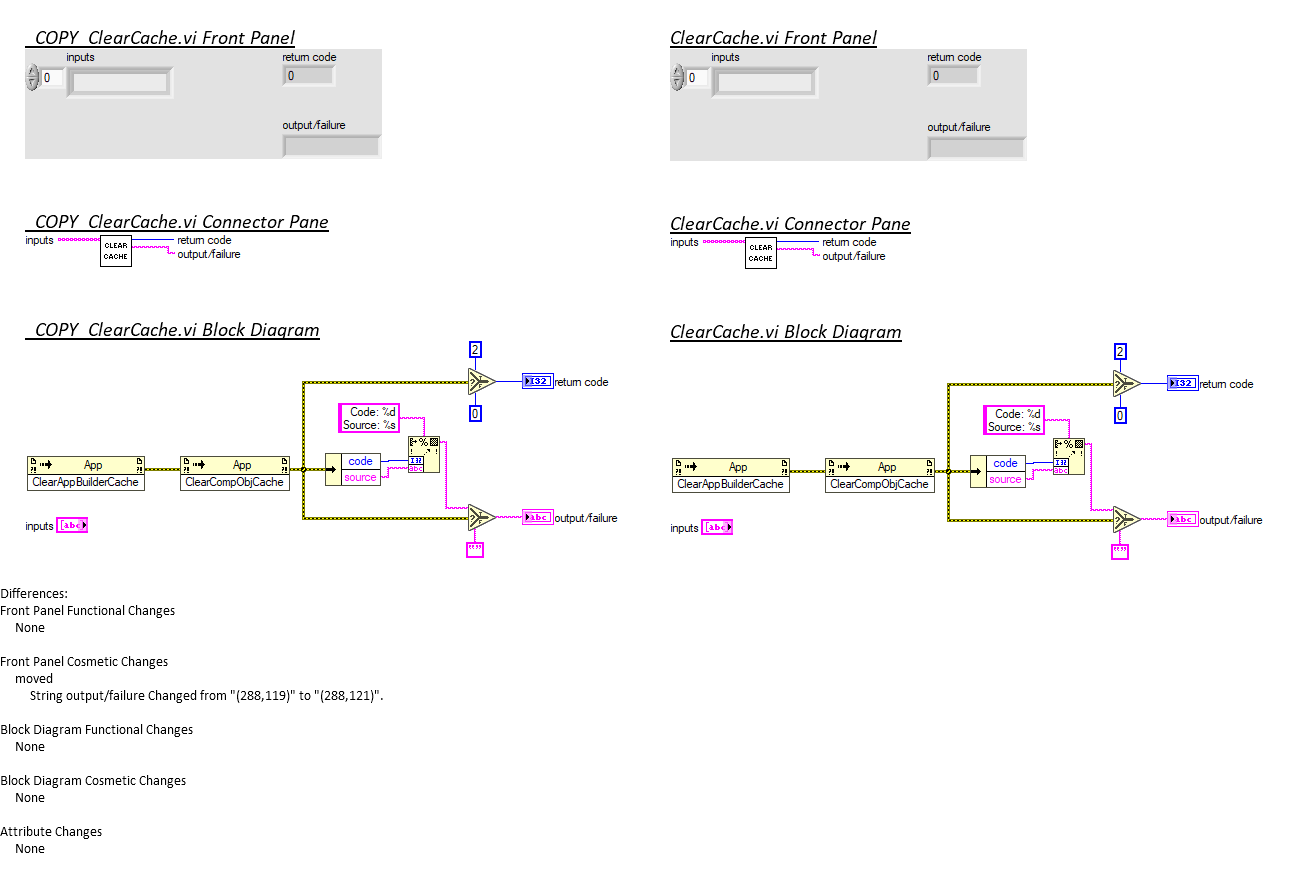 _COPY_ClearCache.vi Front Panel
inputs
0
return code
0
output/failure
_COPY_ClearCache.vi Connector Pane
inputs
CLEAR
CACHE
return code
output/failure
_COPY_ClearCache.vi Block Diagram
2
T
?
F
I32
return code
0
Code: %d
Source: %s
%
I32
abc
App
ClearAppBuilderCache
App
ClearCompObjCache
code
source
inputs
[abc]
T
?
F
abc
output/failure
""
ClearCache.vi Front Panel
inputs
0
return code
0
output/failure
ClearCache.vi Connector Pane
inputs
CLEAR
CACHE
return code
output/failure
ClearCache.vi Block Diagram
2
T
?
F
I32
return code
0
Code: %d
Source: %s
%
I32
abc
App
ClearAppBuilderCache
App
ClearCompObjCache
code
source
inputs
[abc]
T
?
F
abc
output/failure
""
Differences:
Front Panel Functional Changes
None
Front Panel Cosmetic Changes
moved
String output/failure Changed from "(288,119)" to "(288,121)".
Block Diagram Functional Changes
None
Block Diagram Cosmetic Changes
None
Attribute Changes
None